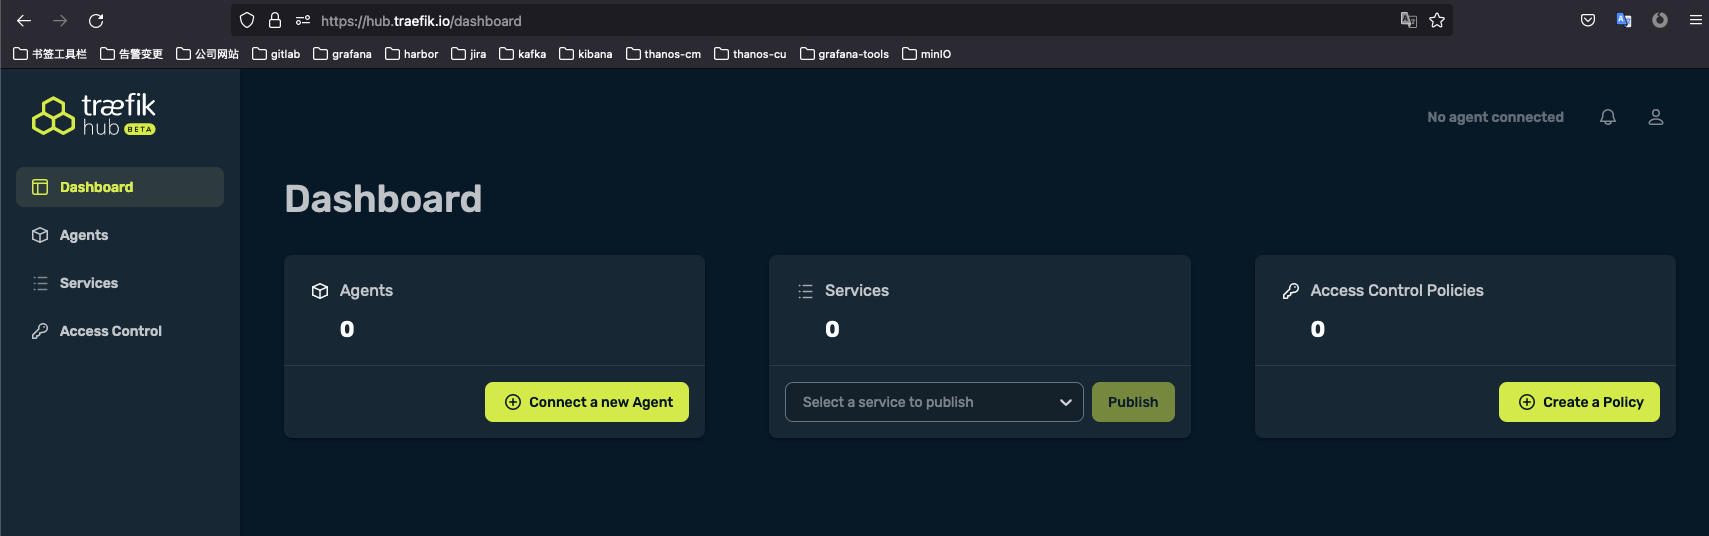 https://hub.traefik.io/dashboard
书签工具栏 告警变更 公司网站 gitlab grafana harbor jira kafka kibana thanos-cm thanos-cu grafana-tools minIO
træfik
hub BETA
No agent connected
Dashboard
Agents
Services
Access Control
Dashboard
Agents
0
Connect a new Agent
Services
0
Select a service to publish
Publish
Access Control Policies
0
Create a Policy